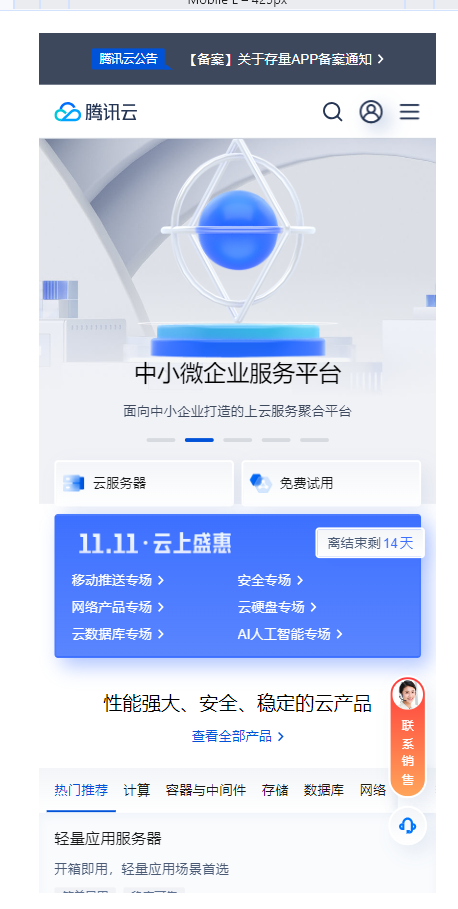 Mobile L – 425px
腾讯云公告 【备案】关于存量APP备案通知
腾讯云
中小微企业服务平台
面向中小企业打造的上云服务聚合平台
云服务器 免费试用
11.11·云上盛惠
离结束剩14天
移动推送专场 安全专场
网络产品专场 云硬盘专场
云数据库专场 AI人工智能专场
性能强大、安全、稳定的云产品
查看全部产品
联系销售
热门推荐 计算 容器与中间件 存储 数据库 网络
轻量应用服务器
开箱即用，轻量应用场景首选